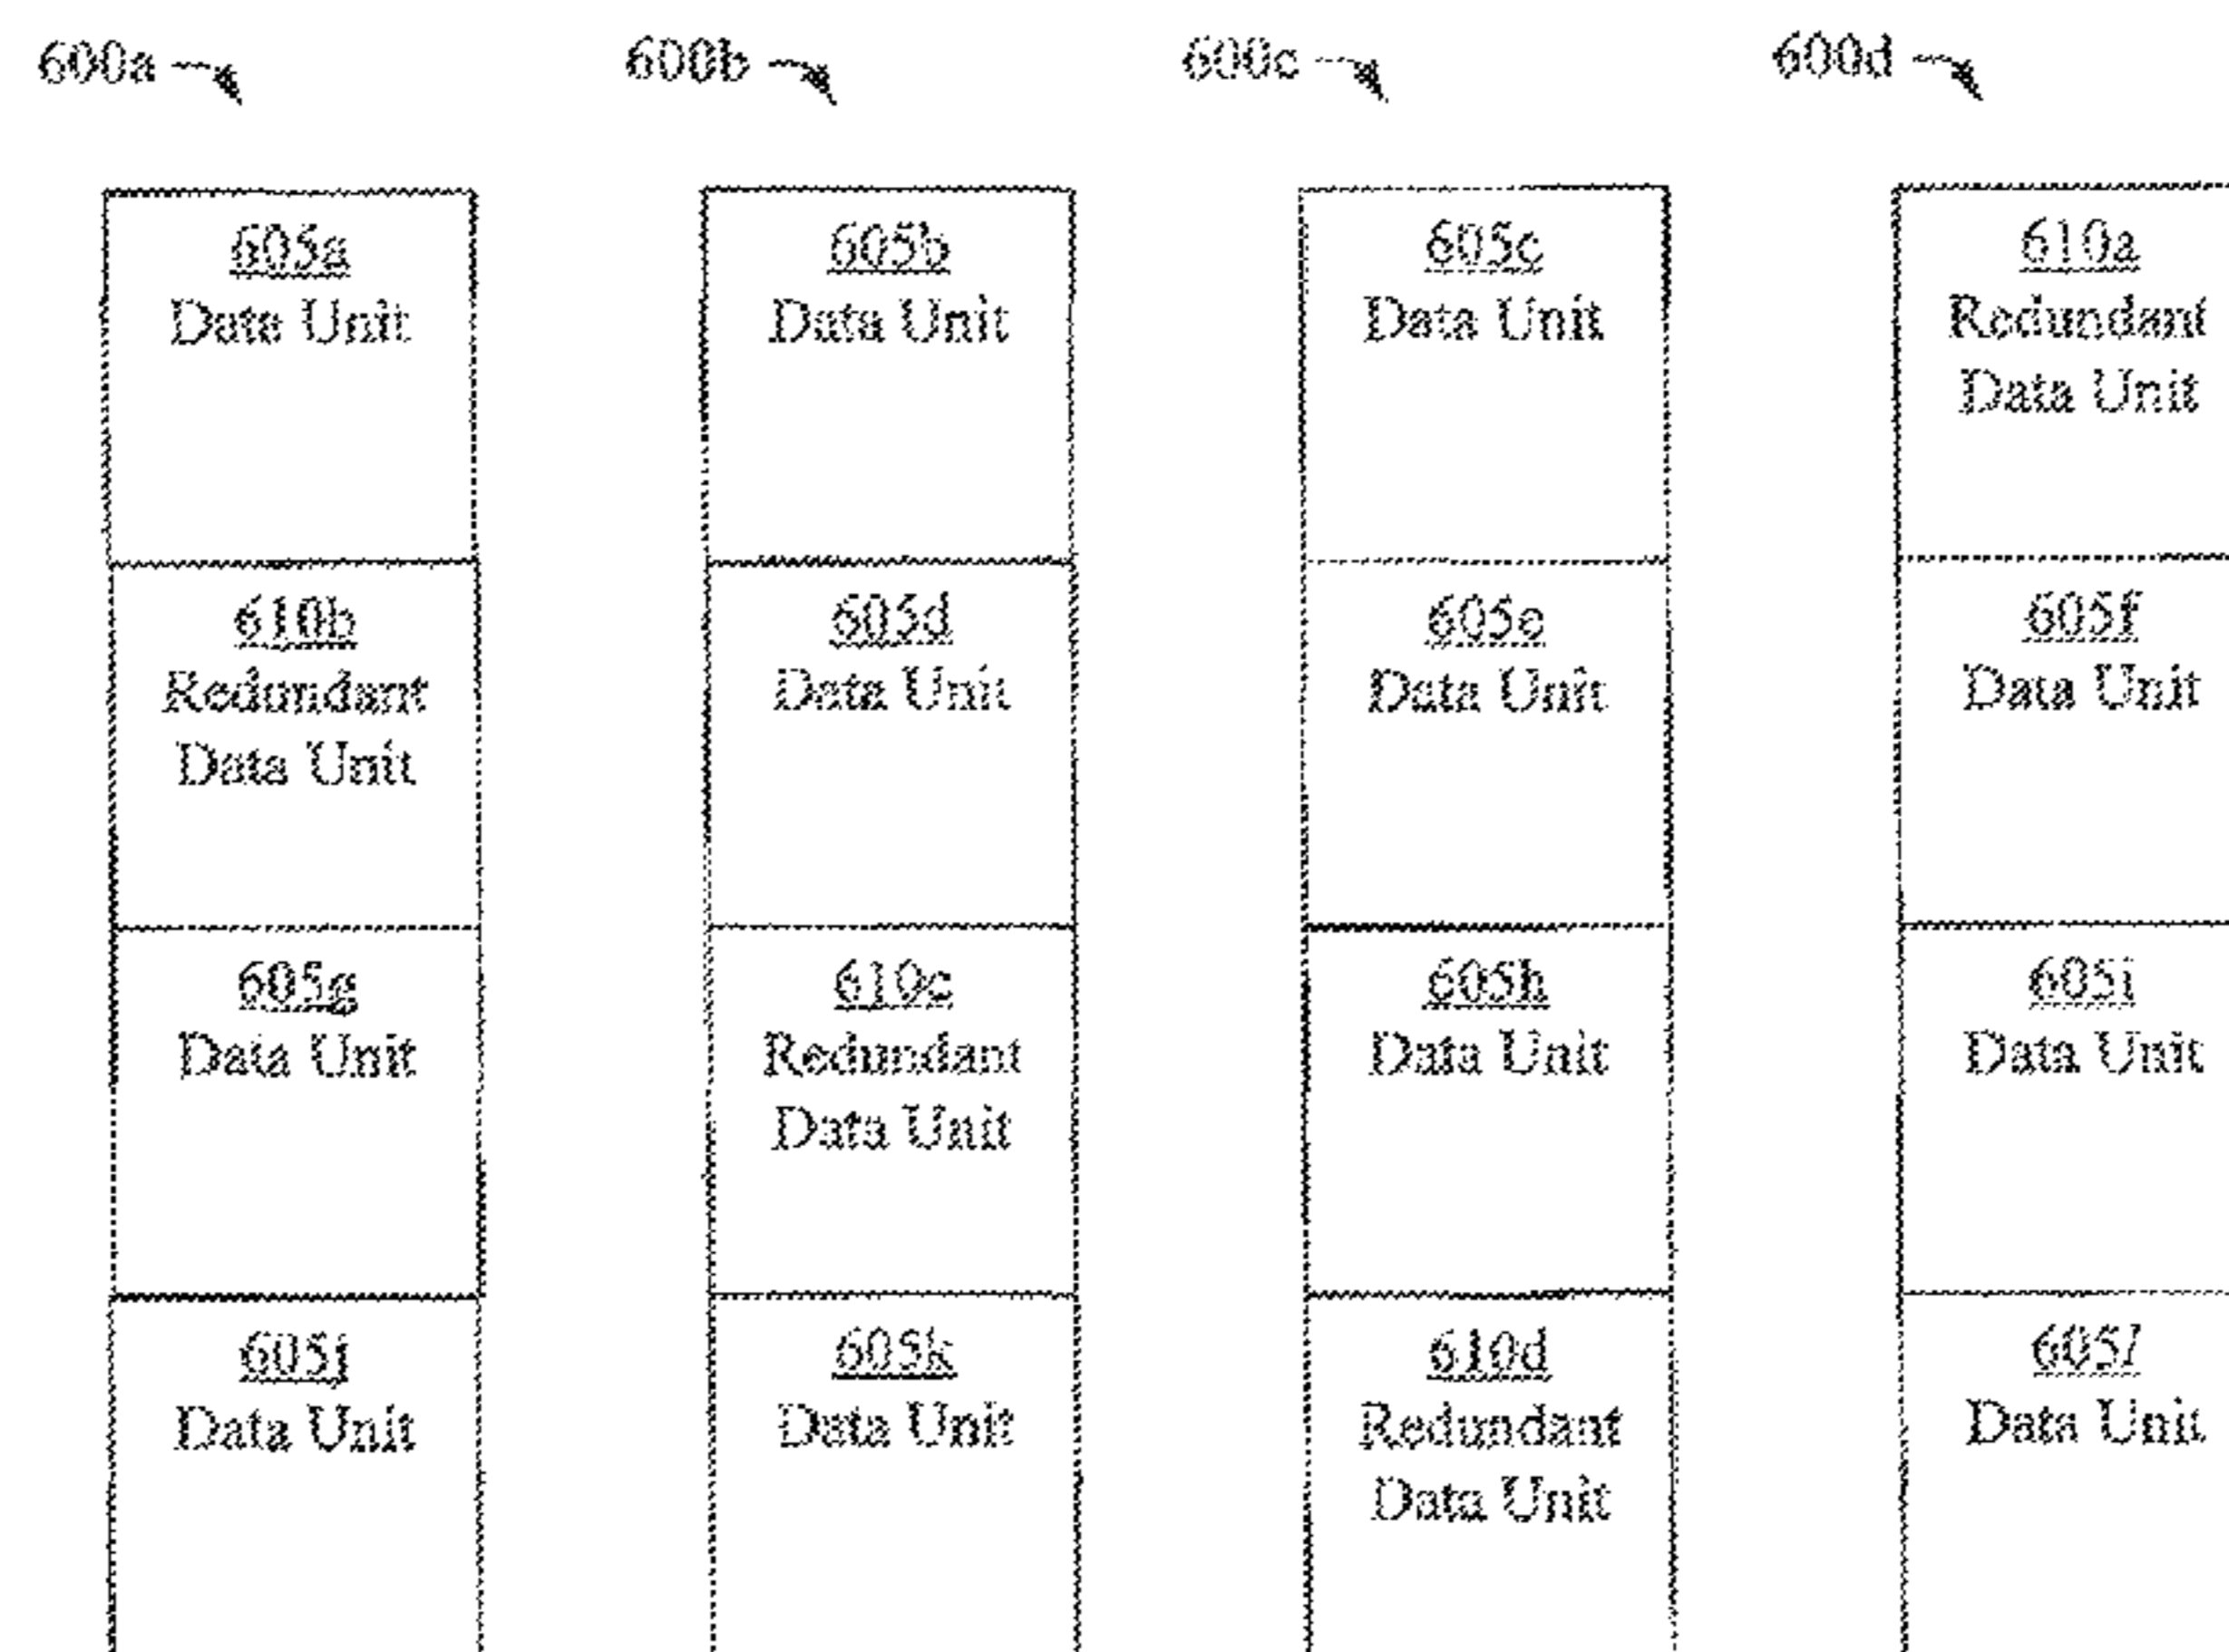 600a
600b
600c
600d
605a
Data Unit
605b
Data Unit
605c
Data Unit
610a
Redundant
Data Unit
610b
Redundant
Data Unit
605d
Data Unit
605e
Data Unit
605f
Data Unit
605g
Data Unit
610c
Redundant
Data Unit
605h
Data Unit
605i
Data Unit
605j
Data Unit
605k
Data Unit
610d
Redundant
Data Unit
605l
Data Unit